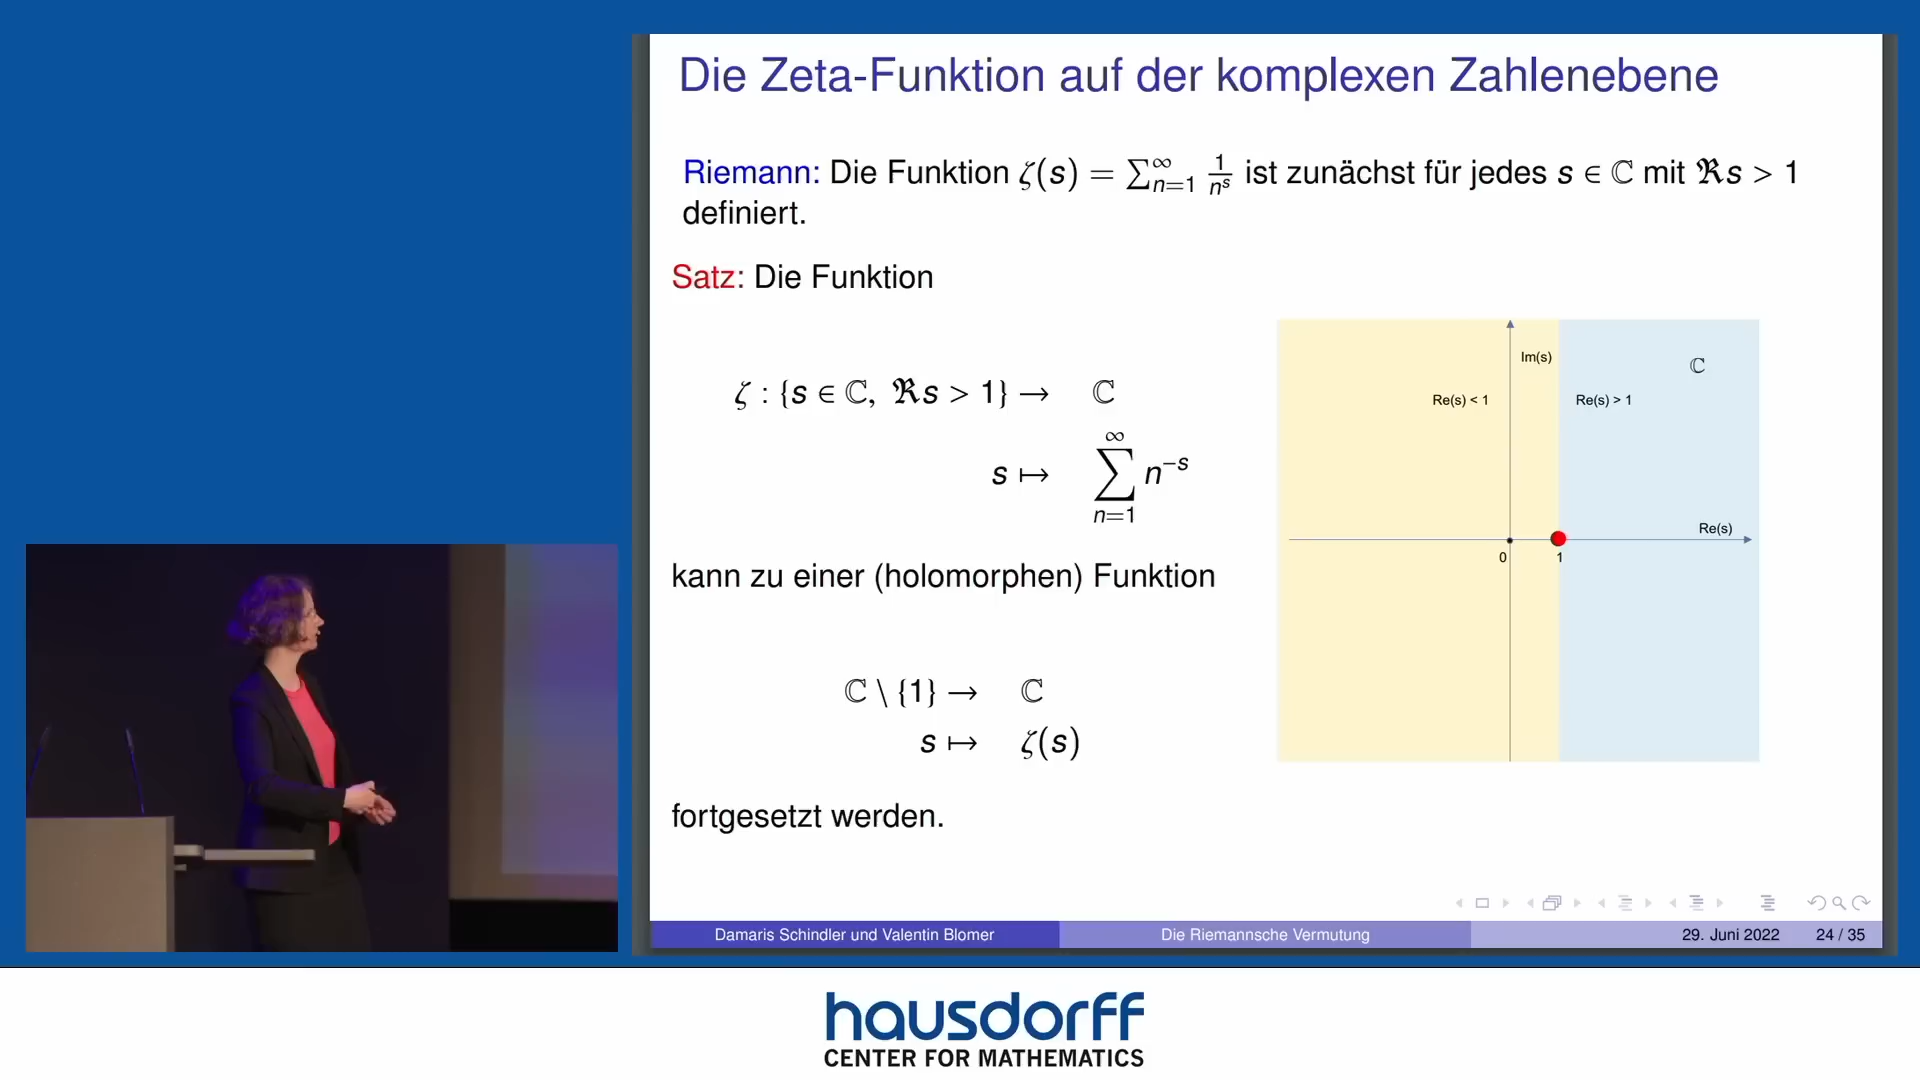 Die Zeta-Funktion auf der komplexen Zahlenebene
Riemann: Die Funktion ζ(s) = ∑_{n=1}^{∞} 1/n^s ist zunächst für jedes s ∈ ℂ mit ℜs > 1
definiert.
Satz: Die Funktion
ζ : {s ∈ ℂ, ℜs > 1} → ℂ
s ↦ ∑_{n=1}^{∞} n^{−s}
kann zu einer (holomorphen) Funktion
ℂ \ {1} → ℂ
s ↦ ζ(s)
fortgesetzt werden.
Im(s)
ℂ
Re(s) < 1
Re(s) > 1
Re(s)
0
1
Damaris Schindler und Valentin Blomer
Die Riemannsche Vermutung
29. Juni 2022
24 / 35
hausdorff
CENTER FOR MATHEMATICS